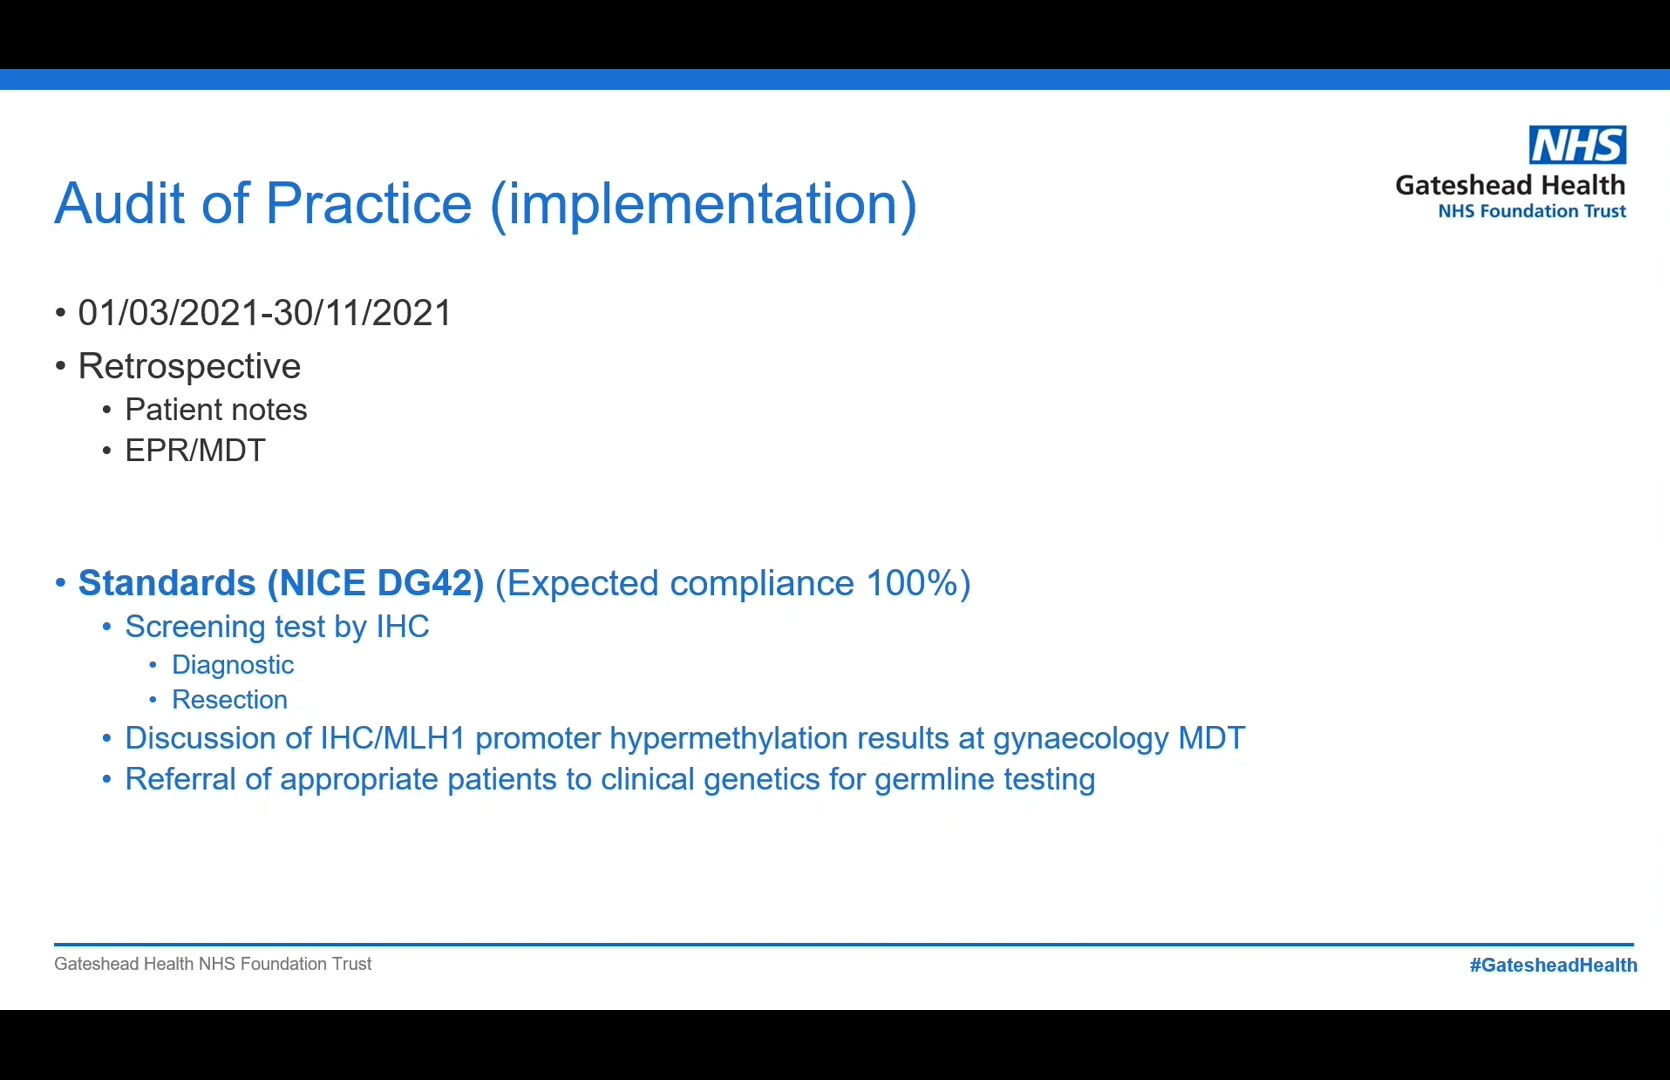 NHS
Gateshead Health
NHS Foundation Trust
Audit of Practice (implementation)
• 01/03/2021-30/11/2021
• Retrospective
• Patient notes
• EPR/MDT
• Standards (NICE DG42) (Expected compliance 100%)
• Screening test by IHC
• Diagnostic
• Resection
• Discussion of IHC/MLH1 promoter hypermethylation results at gynaecology MDT
• Referral of appropriate patients to clinical genetics for germline testing
Gateshead Health NHS Foundation Trust
#GatesheadHealth